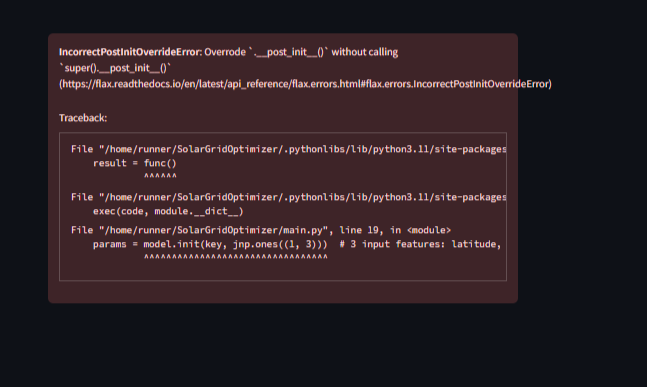 IncorrectPostInitOverrideError: Overrode `.__post_init__()` without calling
`super().__post_init__()`
(https://flax.readthedocs.io/en/latest/api_reference/flax.errors.html#flax.errors.IncorrectPostInitOverrideError)
Traceback:
File "/home/runner/SolarGridOptimizer/.pythonlibs/lib/python3.11/site-packages
result = func()
^^^^^^
File "/home/runner/SolarGridOptimizer/.pythonlibs/lib/python3.11/site-packages
exec(code, module.__dict__)
File "/home/runner/SolarGridOptimizer/main.py", line 19, in <module>
params = model.init(key, jnp.ones((1, 3)))  # 3 input features: latitude,
^^^^^^^^^^^^^^^^^^^^^^^^^^^^^^^^^